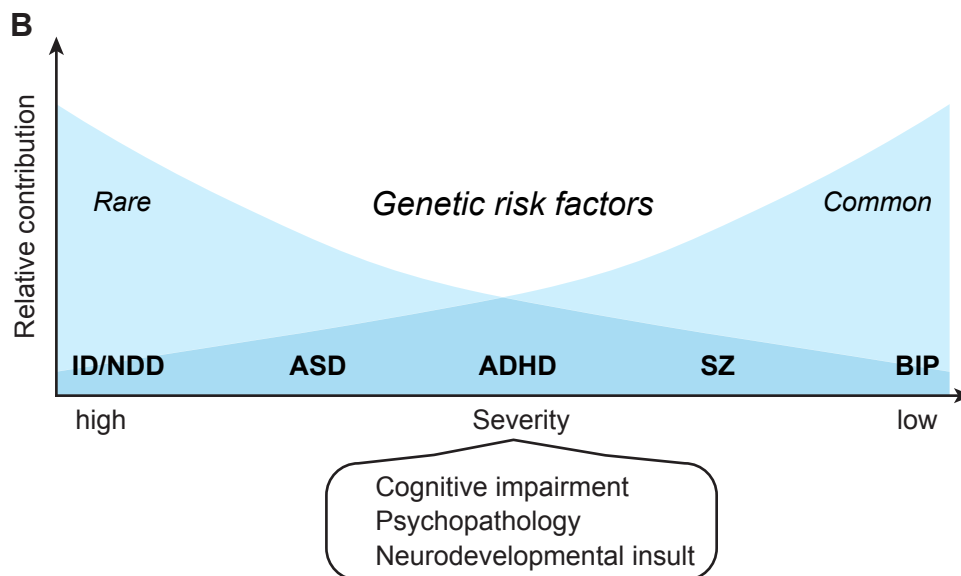 B
Relative contribution
Rare
Genetic risk factors
Common
ID/NDD ASD ADHD SZ BIP
high Severity low
Cognitive impairment
Psychopathology
Neurodevelopmental insult